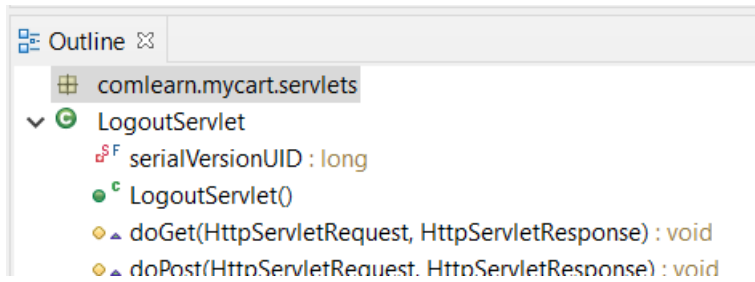 Outline
comlearn.mycart.servlets
LogoutServlet
serialVersionUID : long
LogoutServlet()
doGet(HttpServletRequest, HttpServletResponse) : void
doPost(HttpServletRequest, HttpServletResponse) : void